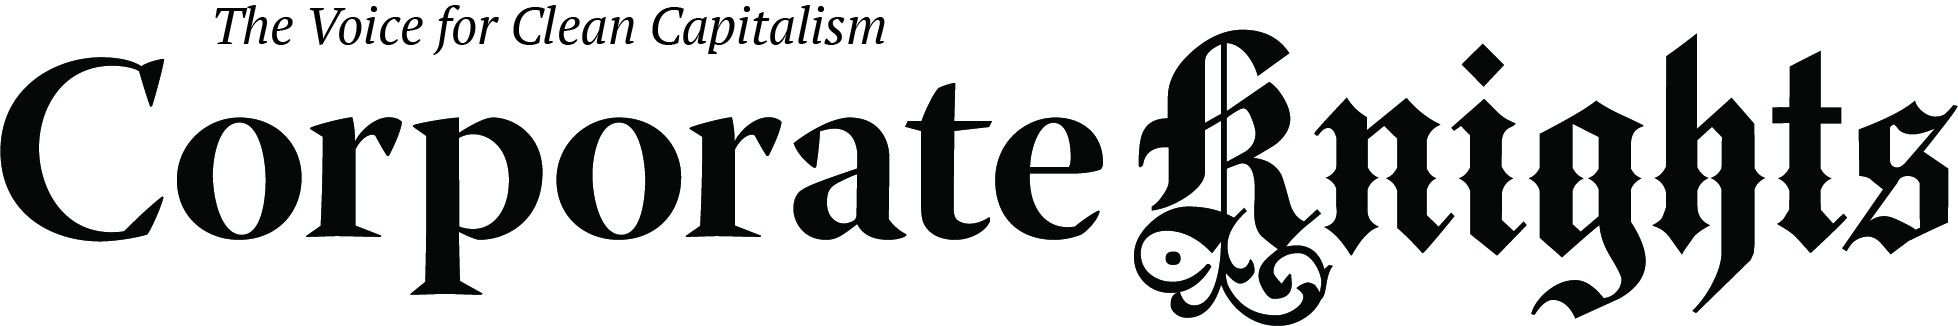 The Voice for Clean Capitalism
Corporate Knights